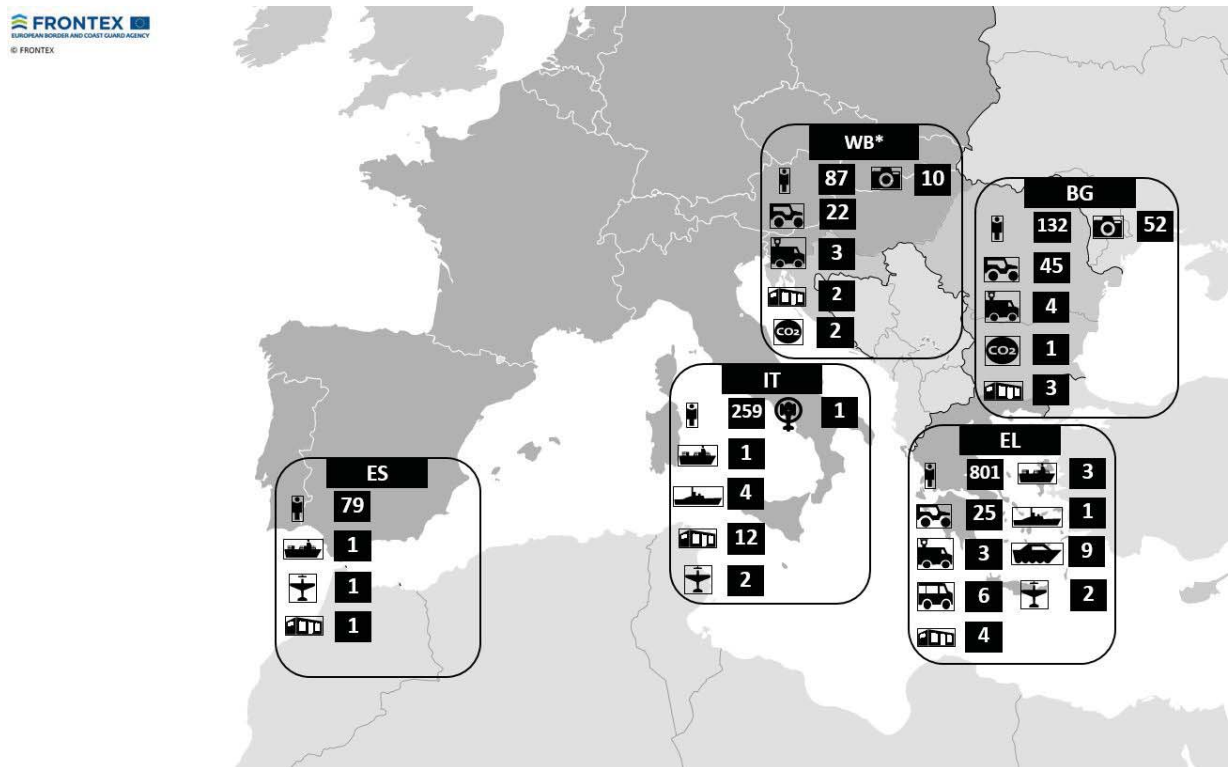 FRONTEX
EUROPEAN BORDER AND COAST GUARD AGENCY
© FRONTEX
WB*
87 10
22
3
2
CO2 2
BG
132 52
45
4
CO2 1
3
IT
259 1
1
4
12
2
EL
801 3
25 1
3 9
6 2
4
ES
79
1
1
1